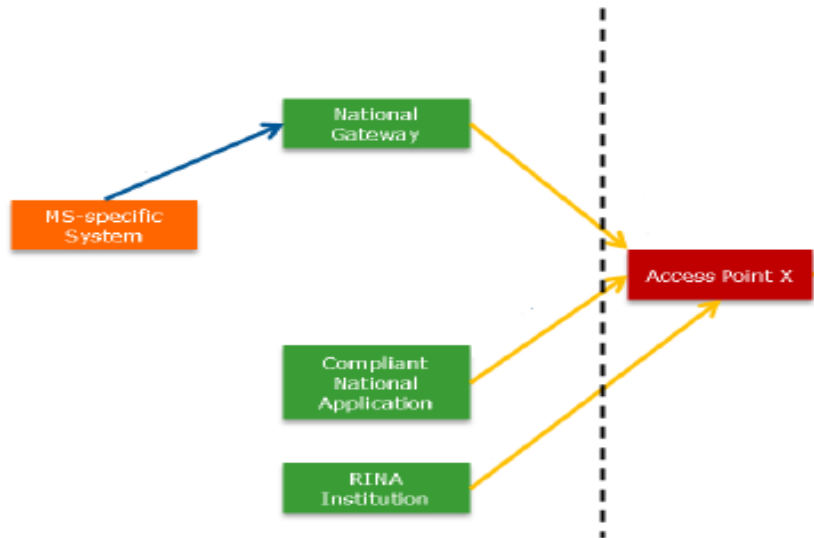 National
Gateway
MS-specific
System
Access Point X
Compliant
National
Application
RINA
Institution